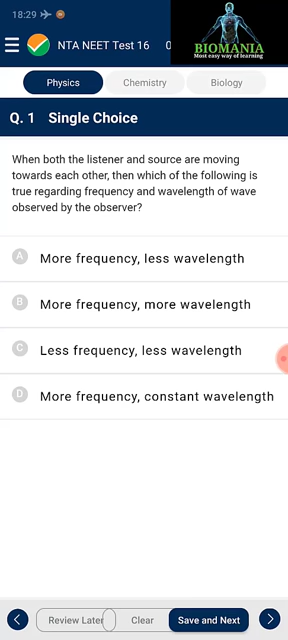 18:29
NTA NEET Test 16 0
BIOMANIA
Most easy way of learning
Physics Chemistry Biology
Q. 1 Single Choice
When both the listener and source are moving
towards each other, then which of the following is
true regarding frequency and wavelength of wave
observed by the observer?
A More frequency, less wavelength
B More frequency, more wavelength
C Less frequency, less wavelength
D More frequency, constant wavelength
Review Later Clear Save and Next